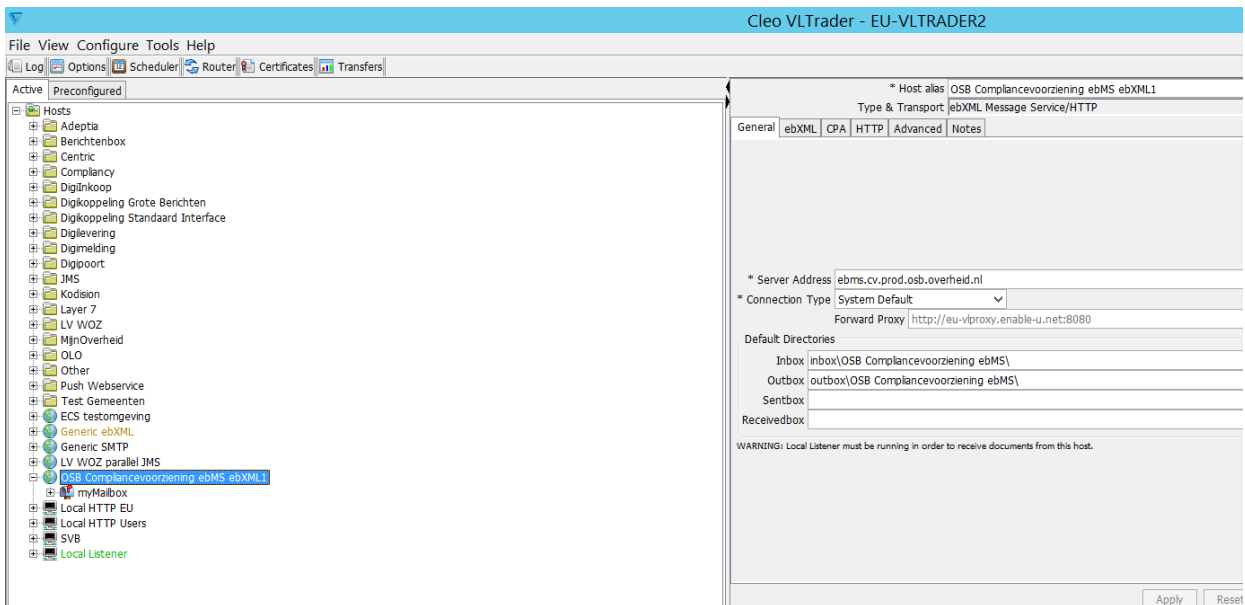 Cleo VLTrader - EU-VLTRADER2
File View Configure Tools Help
Log Options Scheduler Router Certificates Transfers
Active Preconfigured
Hosts
Adeptia
Berichtenbox
Centric
Compliancy
DigiInkoop
Digikoppeling Grote Berichten
Digikoppeling Standaard Interface
Digilevering
Digimelding
Digipoort
JMS
Kodision
Layer 7
LV WOZ
MijnOverheid
OLO
Other
Push Webservice
Test Gemeenten
ECS testomgeving
Generic ebXML
Generic SMTP
LV WOZ parallel JMS
OSB Compliancevoorziening ebMS ebXML1
myMailbox
Local HTTP EU
Local HTTP Users
SVB
Local Listener
* Host alias OSB Compliancevoorziening ebMS ebXML1
Type & Transport ebXML Message Service/HTTP
General ebXML CPA HTTP Advanced Notes
* Server Address ebms.cv.prod.osb.overheid.nl
* Connection Type System Default
Forward Proxy http://eu-vlproxy.enable-u.net:8080
Default Directories
Inbox inbox\OSB Compliancevoorziening ebMS\
Outbox outbox\OSB Compliancevoorziening ebMS\
Sentbox
Receivedbox
WARNING: Local Listener must be running in order to receive documents from this host.
Apply Reset